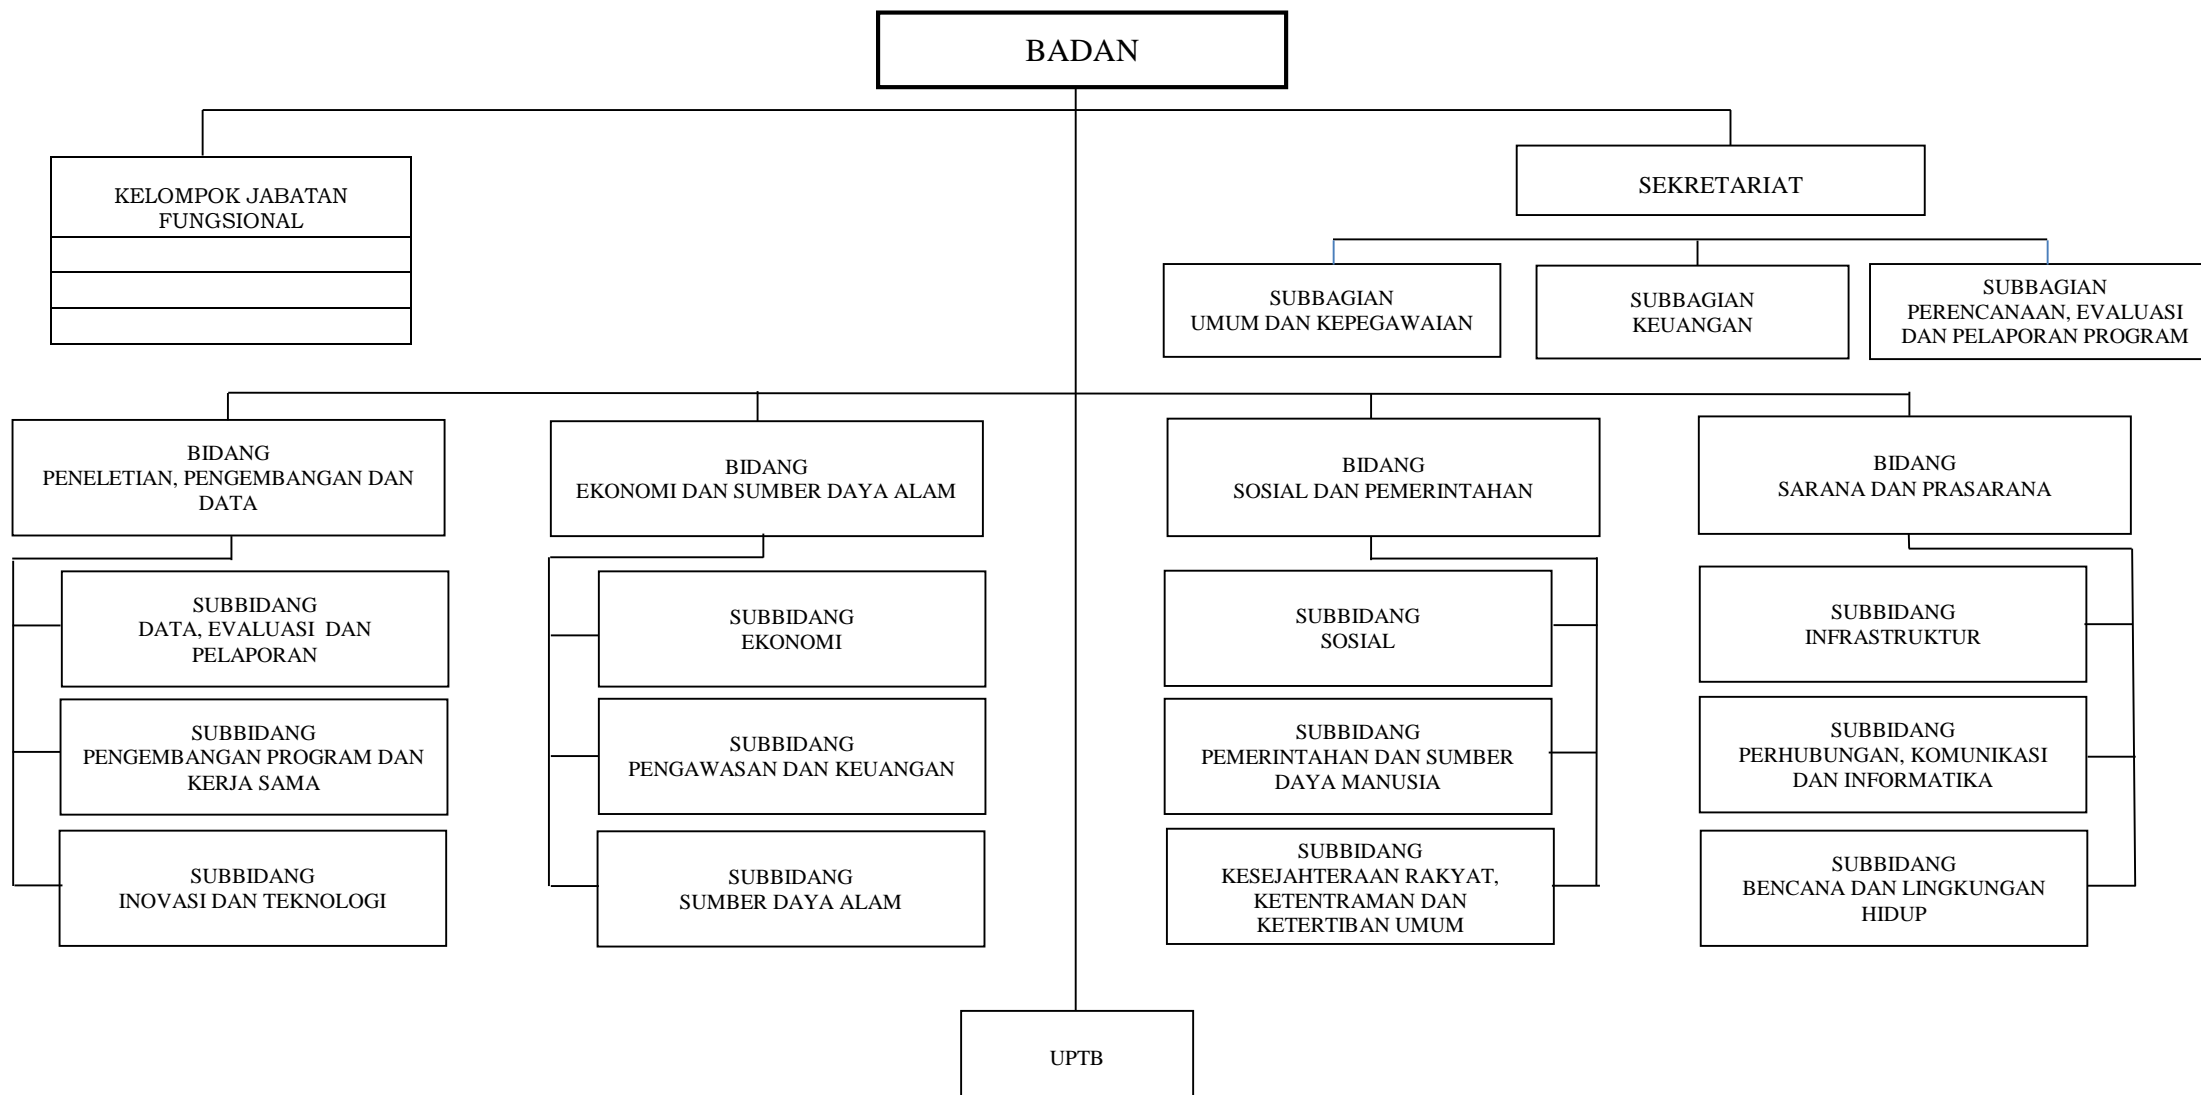 BADAN
KELOMPOK JABATAN
FUNGSIONAL
SEKRETARIAT
SUBBAGIAN
UMUM DAN KEPEGAWAIAN
SUBBAGIAN
KEUANGAN
SUBBAGIAN
PERENCANAAN, EVALUASI
DAN PELAPORAN PROGRAM
BIDANG
PENELETIAN, PENGEMBANGAN DAN
DATA
BIDANG
EKONOMI DAN SUMBER DAYA ALAM
BIDANG
SOSIAL DAN PEMERINTAHAN
BIDANG
SARANA DAN PRASARANA
SUBBIDANG
DATA, EVALUASI DAN
PELAPORAN
SUBBIDANG
EKONOMI
SUBBIDANG
SOSIAL
SUBBIDANG
INFRASTRUKTUR
SUBBIDANG
PENGEMBANGAN PROGRAM DAN
KERJA SAMA
SUBBIDANG
PENGAWASAN DAN KEUANGAN
SUBBIDANG
PEMERINTAHAN DAN SUMBER
DAYA MANUSIA
SUBBIDANG
PERHUBUNGAN, KOMUNIKASI
DAN INFORMATIKA
SUBBIDANG
INOVASI DAN TEKNOLOGI
SUBBIDANG
SUMBER DAYA ALAM
SUBBIDANG
KESEJAHTERAAN RAKYAT,
KETENTRAMAN DAN
KETERTIBAN UMUM
SUBBIDANG
BENCANA DAN LINGKUNGAN
HIDUP
UPTB